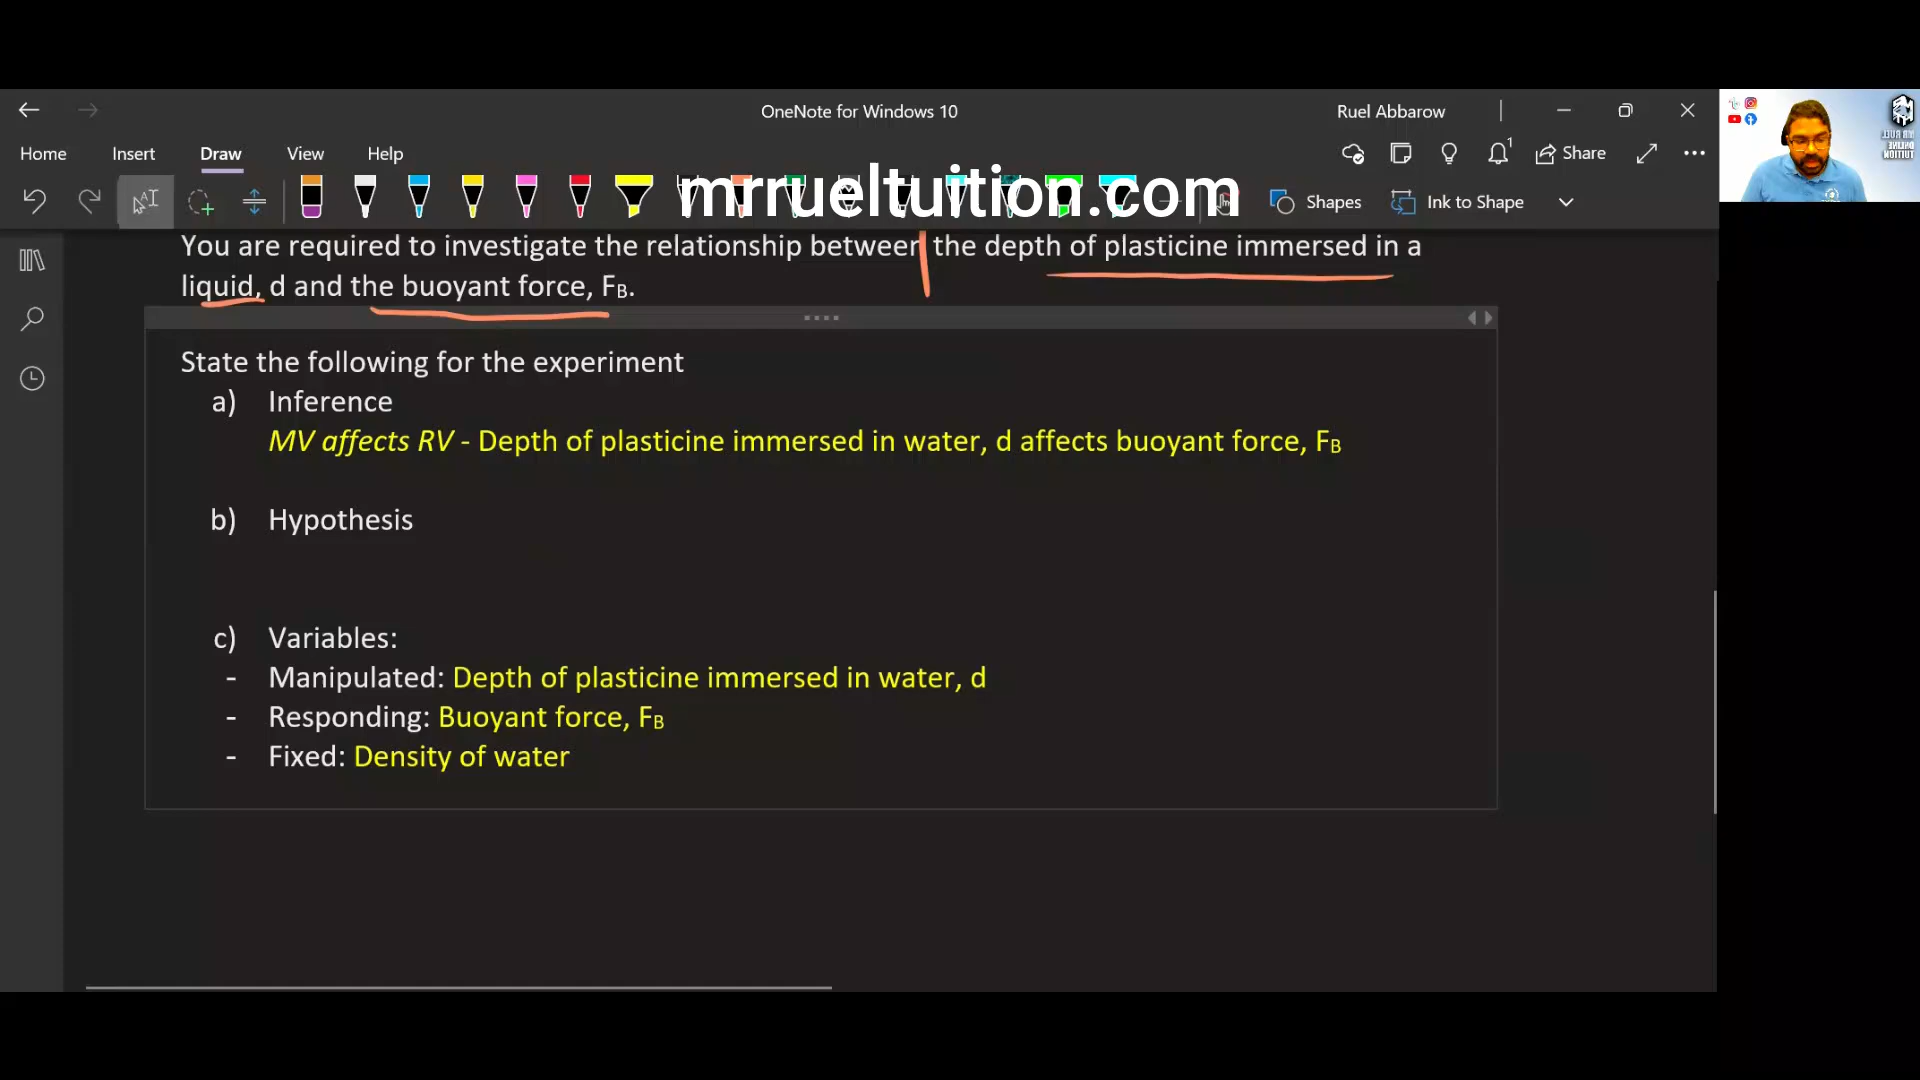 OneNote for Windows 10
Ruel Abbarow
Home Insert Draw View Help
1
Share
mrrueltuition.com
Shapes
Ink to Shape
You are required to investigate the relationship between the depth of plasticine immersed in a
liquid, d and the buoyant force, FB.
State the following for the experiment
a) Inference
MV affects RV - Depth of plasticine immersed in water, d affects buoyant force, FB
b) Hypothesis
c) Variables:
- Manipulated: Depth of plasticine immersed in water, d
- Responding: Buoyant force, FB
- Fixed: Density of water